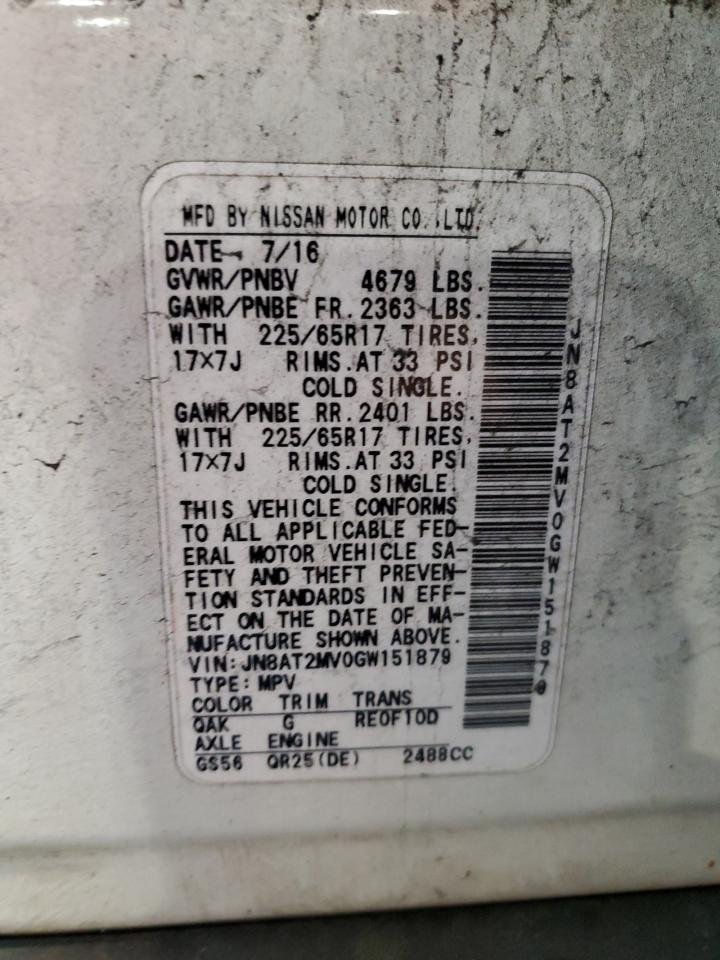 MFD BY NISSAN MOTOR CO.,LTD.
DATE 7/16
GVWR/PNBV 4679 LBS.
GAWR/PNBE FR. 2363 LBS.
WITH 225/65R17 TIRES,
17×7J RIMS. AT 33 PSI
COLD SINGLE.
GAWR/PNBE RR. 2401 LBS.
WITH 225/65R17 TIRES,
17×7J RIMS. AT 33 PSI
COLD SINGLE.
THIS VEHICLE CONFORMS
TO ALL APPLICABLE FED-
ERAL MOTOR VEHICLE SA-
FETY AND THEFT PREVEN-
TION STANDARDS IN EFF-
ECT ON THE DATE OF MA-
NUFACTURE SHOWN ABOVE.
VIN: JN8AT2MV0GW151879
TYPE: MPV
COLOR TRIM TRANS
QAK G RE0F10D
AXLE ENGINE
GS56 QR25(DE) 2488CC
JN8AT2MV0GW151879